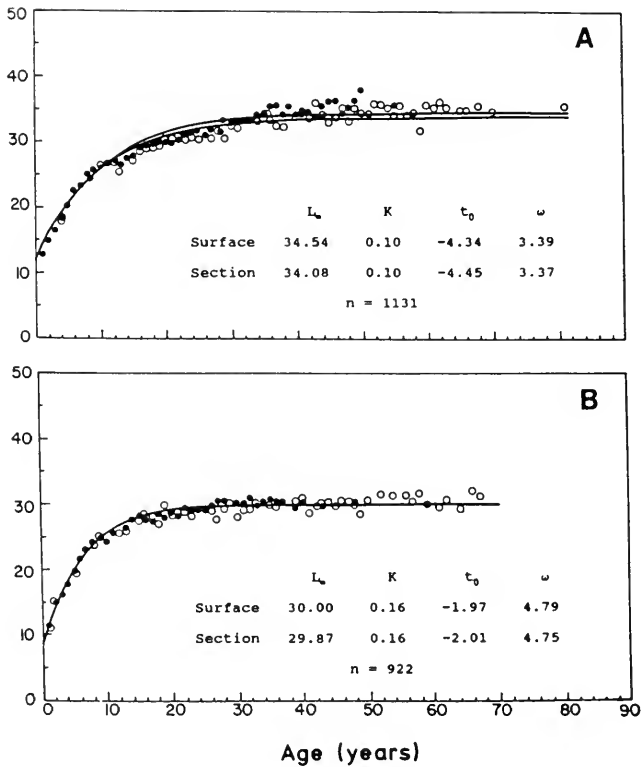 50
A
40
30
20
10
0
L∞ K t0 ω
Surface 34.54 0.10 -4.34 3.39
Section 34.08 0.10 -4.45 3.37
n = 1131
50
B
40
30
20
10
0
L∞ K t0 ω
Surface 30.00 0.16 -1.97 4.79
Section 29.87 0.16 -2.01 4.75
n = 922
0 10 20 30 40 50 60 70 80 90
Age (years)